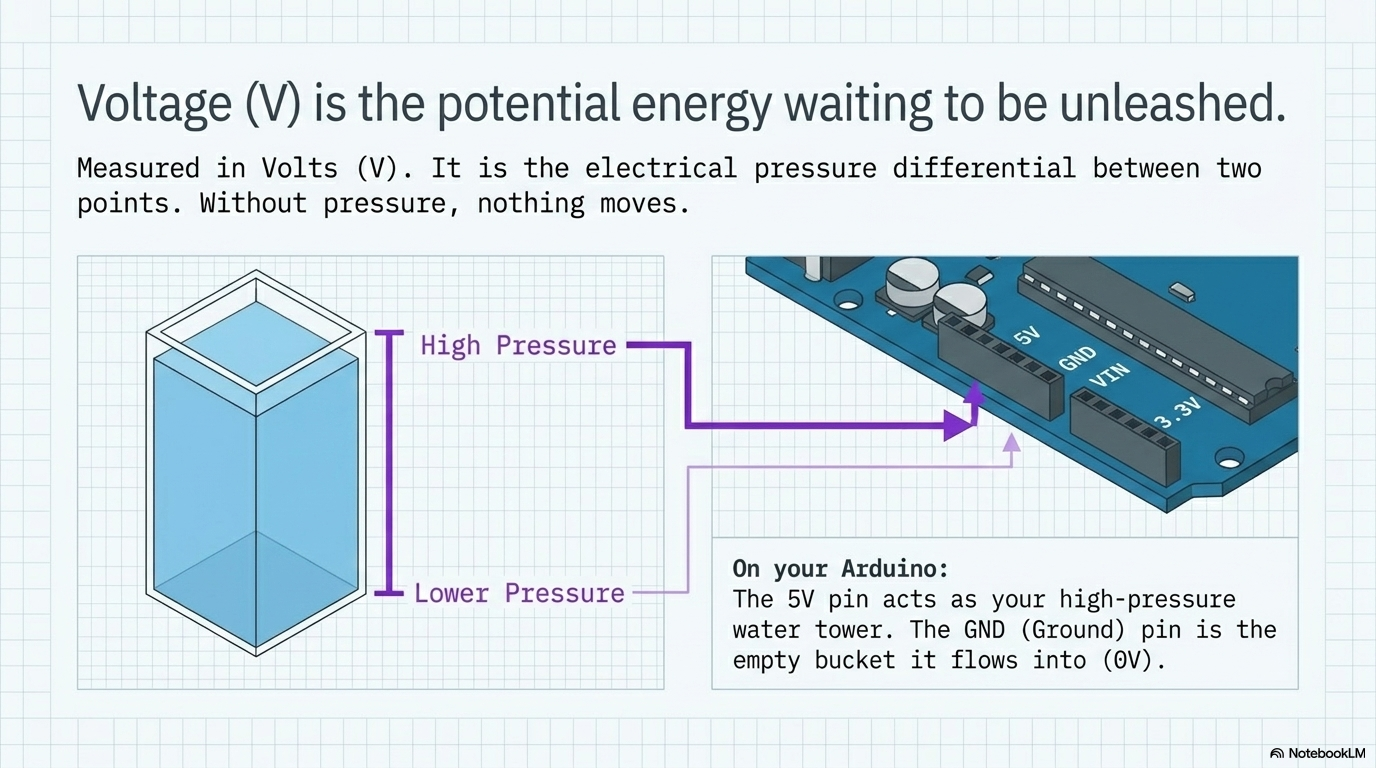 Voltage (V) is the potential energy waiting to be unleashed.
Measured in Volts (V). It is the electrical pressure differential between two
points. Without pressure, nothing moves.
High Pressure
Lower Pressure
5V
GND
VIN
3.3V
On your Arduino:
The 5V pin acts as your high-pressure
water tower. The GND (Ground) pin is the
empty bucket it flows into (0V).
NotebookLM